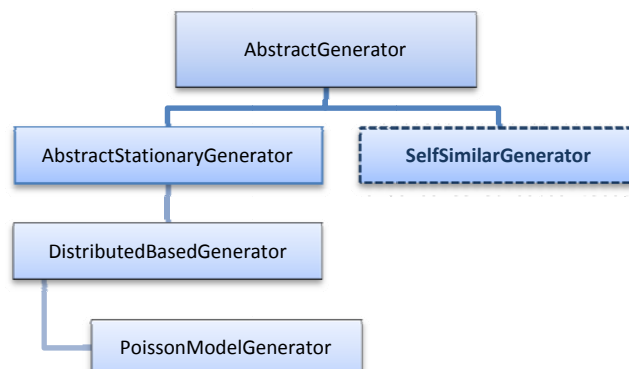 AbstractGenerator
AbstractStationaryGenerator
SelfSimilarGenerator
DistributedBasedGenerator
PoissonModelGenerator